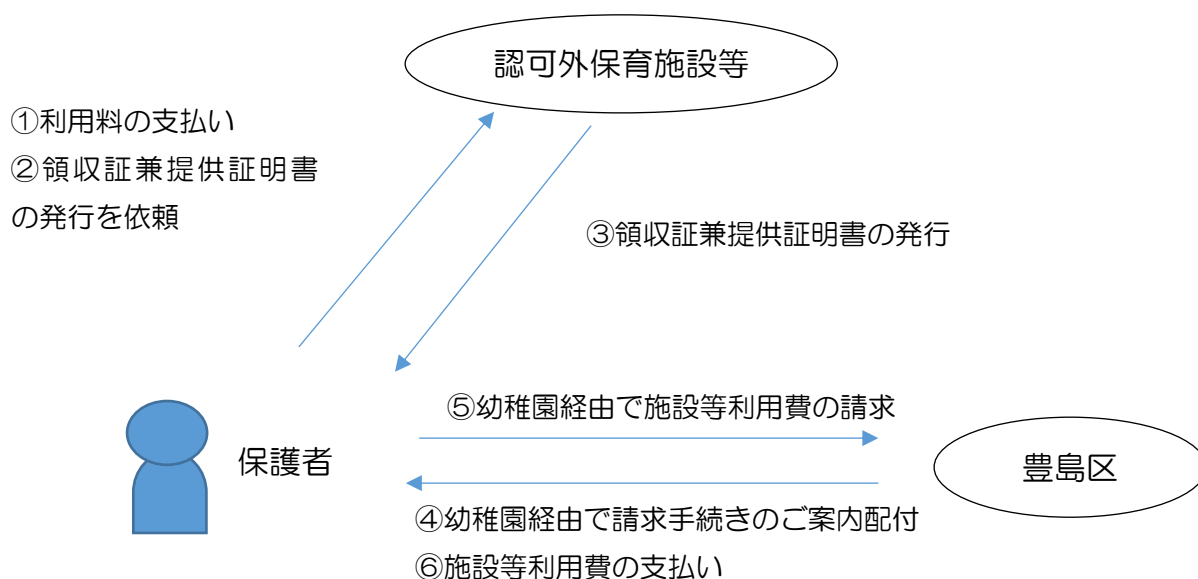 認可外保育施設等
①利用料の支払い
②領収証兼提供証明書
の発行を依頼
③領収証兼提供証明書の発行
⑤幼稚園経由で施設等利用費の請求
保護者
豊島区
④幼稚園経由で請求手続きのご案内配付
⑥施設等利用費の支払い